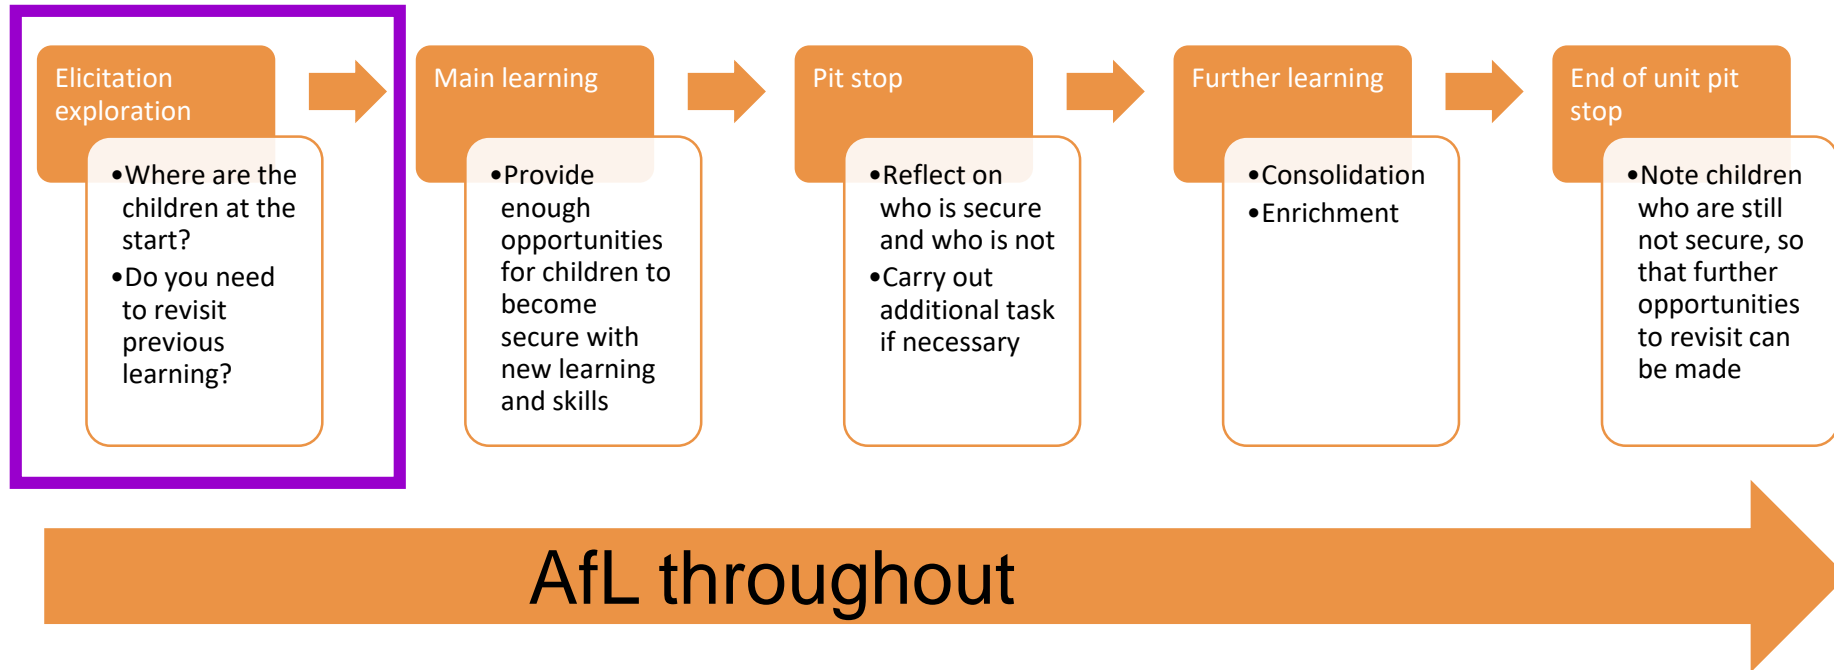 Elicitation
exploration
•Where are the
children at the
start?
•Do you need
to revisit
previous
learning?
Main learning
•Provide
enough
opportunities
for children to
become
secure with
new learning
and skills
Pit stop
•Reflect on
who is secure
and who is not
•Carry out
additional task
if necessary
Further learning
•Consolidation
•Enrichment
End of unit pit
stop
•Note children
who are still
not secure, so
that further
opportunities
to revisit can
be made
AfL throughout